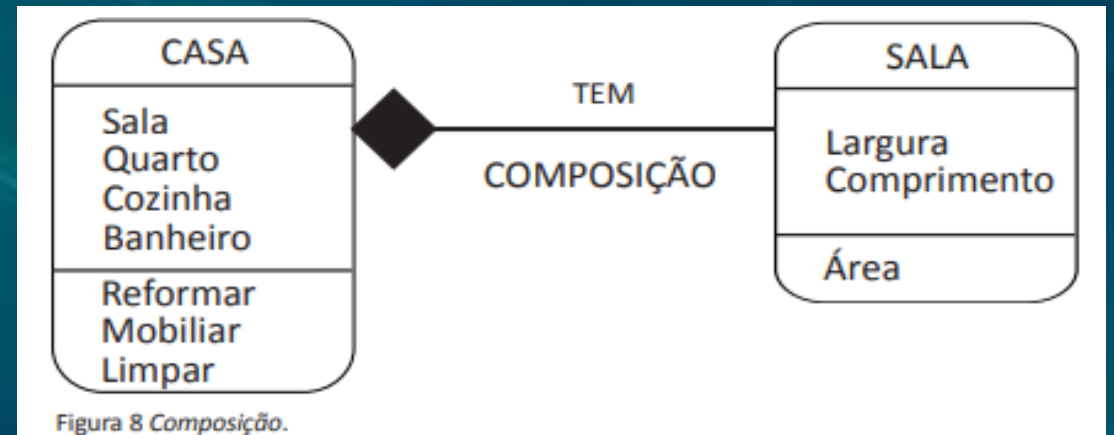 CASA
Sala
Quarto
Cozinha
Banheiro
Reformar
Mobiliar
Limpar
TEM
COMPOSIÇÃO
SALA
Largura
Comprimento
Área
Figura 8 Composição.